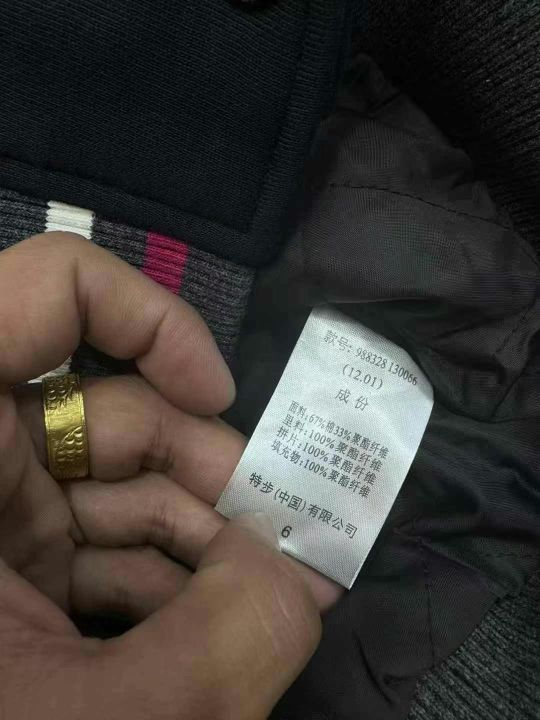 款号: 988328130066
(12.01)
成 份
面料:67%棉33%聚酯纤维
里料:100%聚酯纤维
拼片:100%聚酯纤维
填充物:100%聚酯纤维
特步(中国)有限公司
6